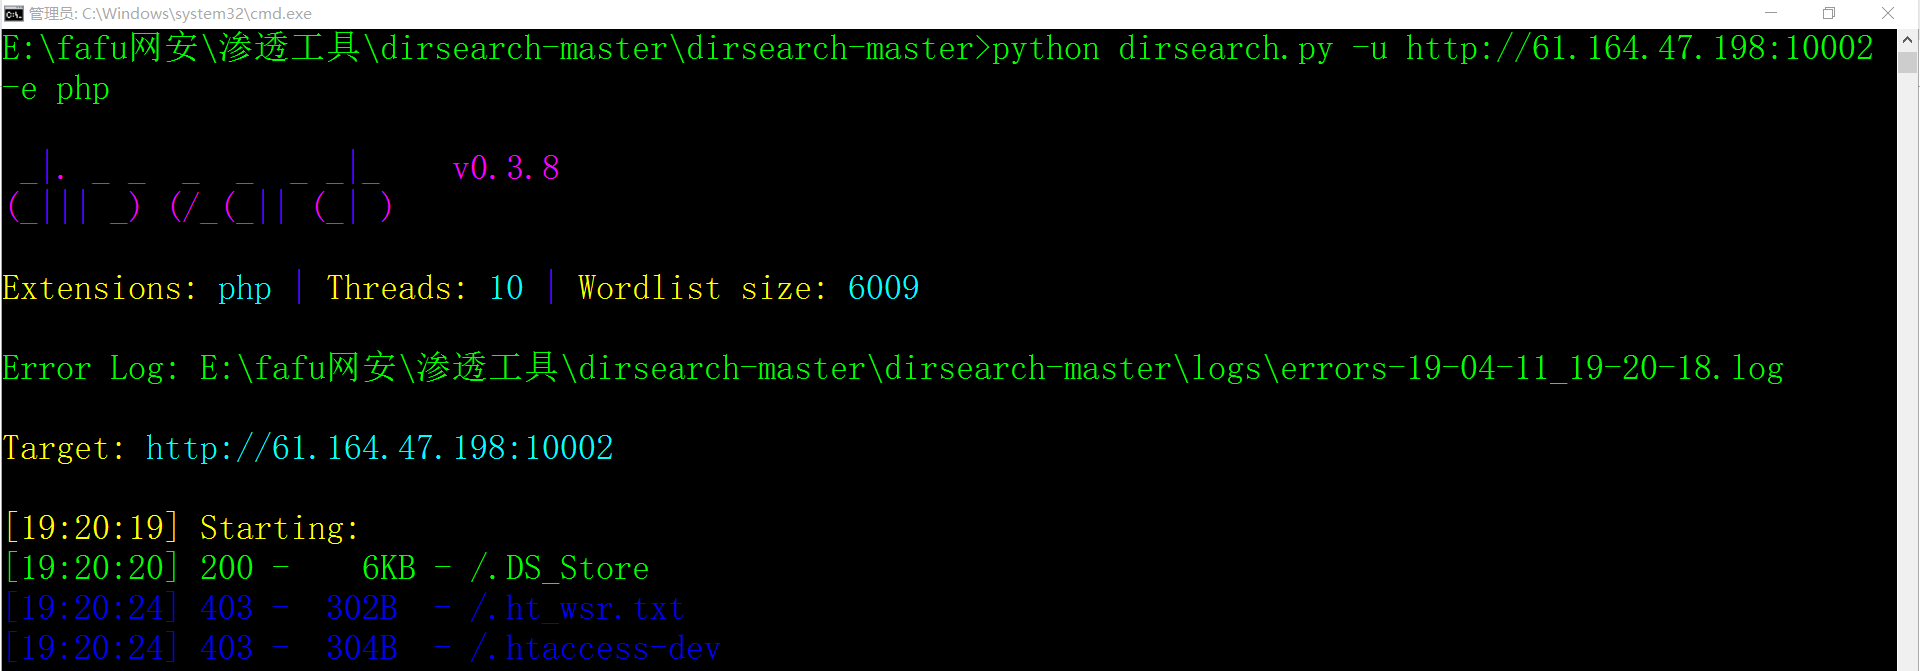 管理员: C:\Windows\system32\cmd.exe
E:\fafu网安\渗透工具\dirsearch-master\dirsearch-master>python dirsearch.py -u http://61.164.47.198:10002
-e php
 _|. _ _  _  _  _ _|_    v0.3.8
(_||| _) (/_(_|| (_| )
Extensions: php | Threads: 10 | Wordlist size: 6009
Error Log: E:\fafu网安\渗透工具\dirsearch-master\dirsearch-master\logs\errors-19-04-11_19-20-18.log
Target: http://61.164.47.198:10002
[19:20:19] Starting:
[19:20:20] 200 -    6KB - /.DS_Store
[19:20:24] 403 -  302B  - /.ht_wsr.txt
[19:20:24] 403 -  304B  - /.htaccess-dev